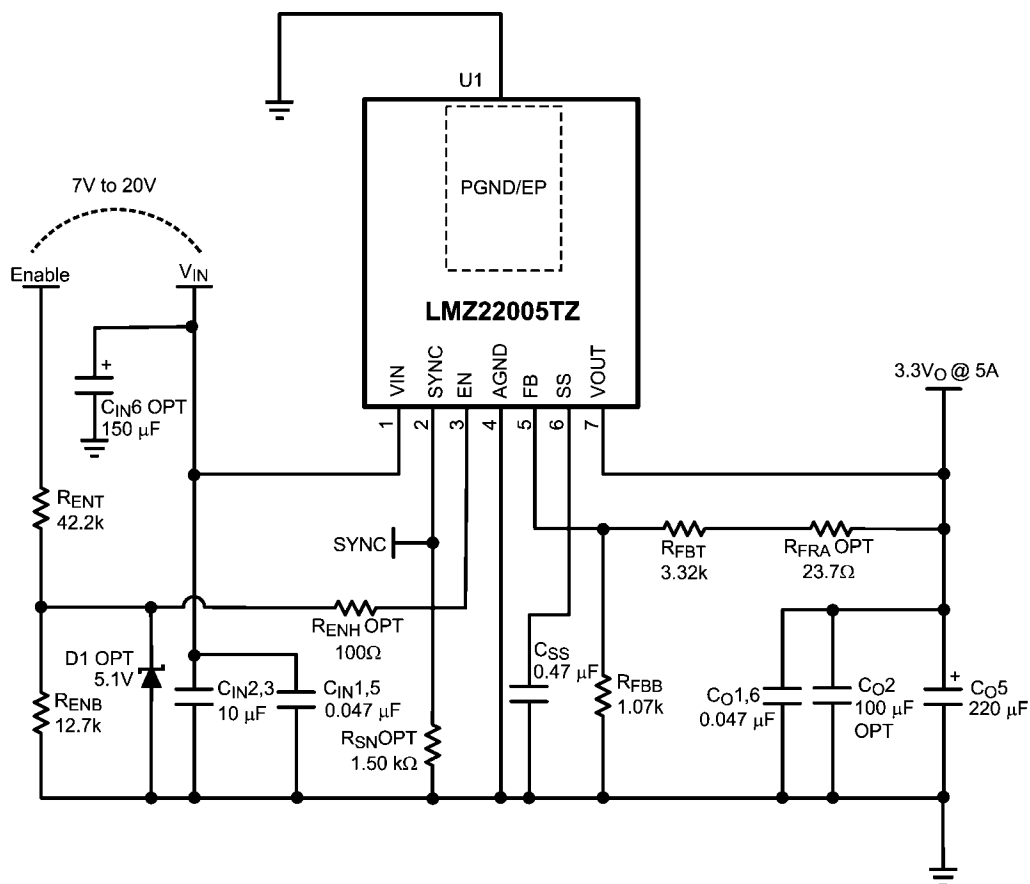 U1
PGND/EP
LMZ22005TZ
VIN
SYNC
EN
AGND
FB
SS
VOUT
1
2
3
4
5
6
7
7V to 20V
Enable
VIN
+
CIN6 OPT
150 μF
RENT
42.2k
SYNC
RENH OPT
100Ω
D1 OPT
5.1V
RENB
12.7k
CIN2,3
10 μF
CIN1,5
0.047 μF
RSNOPT
1.50 kΩ
CSS
0.47 μF
RFBB
1.07k
RFBT
3.32k
RFRA OPT
23.7Ω
3.3VO @ 5A
CO1,6
0.047 μF
CO2
100 μF
OPT
+
CO5
220 μF